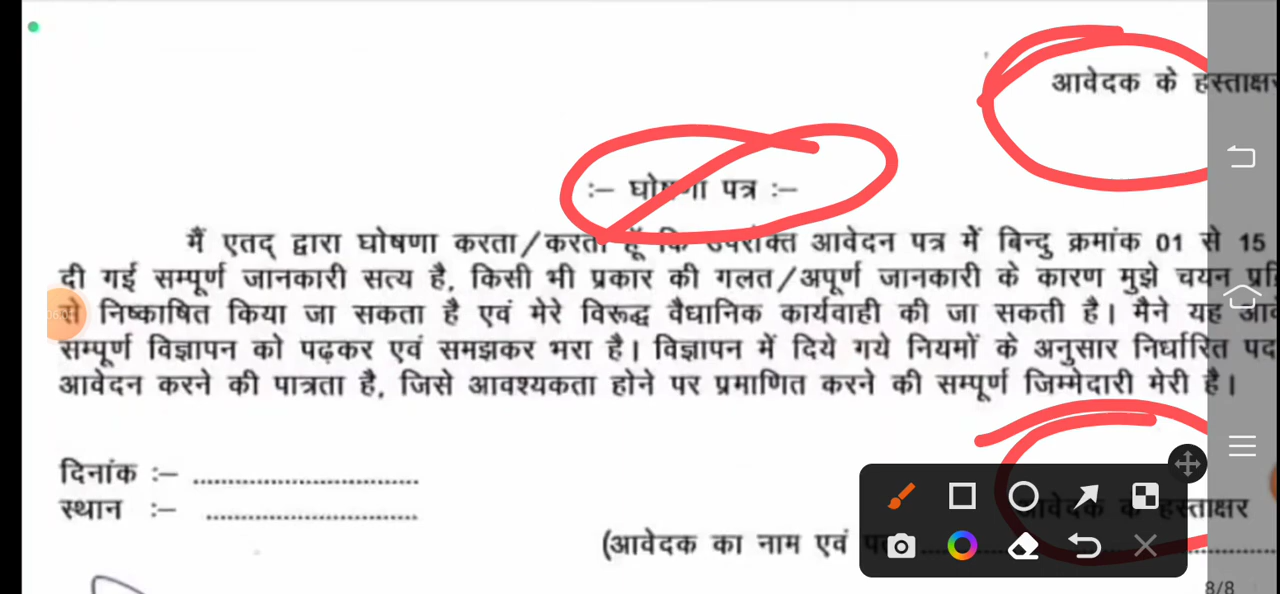 आवेदक के हस्ताक्षर
:– घोषणा पत्र :–
मैं एतद् द्वारा घोषणा करता/करता हूँ कि उपरोक्त आवेदन पत्र में बिन्दु क्रमांक 01 से 15
दी गई सम्पूर्ण जानकारी सत्य है, किसी भी प्रकार की गलत/अपूर्ण जानकारी के कारण मुझे चयन
से निष्काषित किया जा सकता है एवं मेरे विरूद्ध वैधानिक कार्यवाही की जा सकती है। मैने यह
सम्पूर्ण विज्ञापन को पढ़कर एवं समझकर भरा है। विज्ञापन में दिये गये नियमों के अनुसार निर्धारित पद
आवेदन करने की पात्रता है, जिसे आवश्यकता होने पर प्रमाणित करने की सम्पूर्ण जिम्मेदारी मेरी है।
दिनांक :– ................................
स्थान :– ..............................
आवेदक के हस्ताक्षर
(आवेदक का नाम एवं
8/8